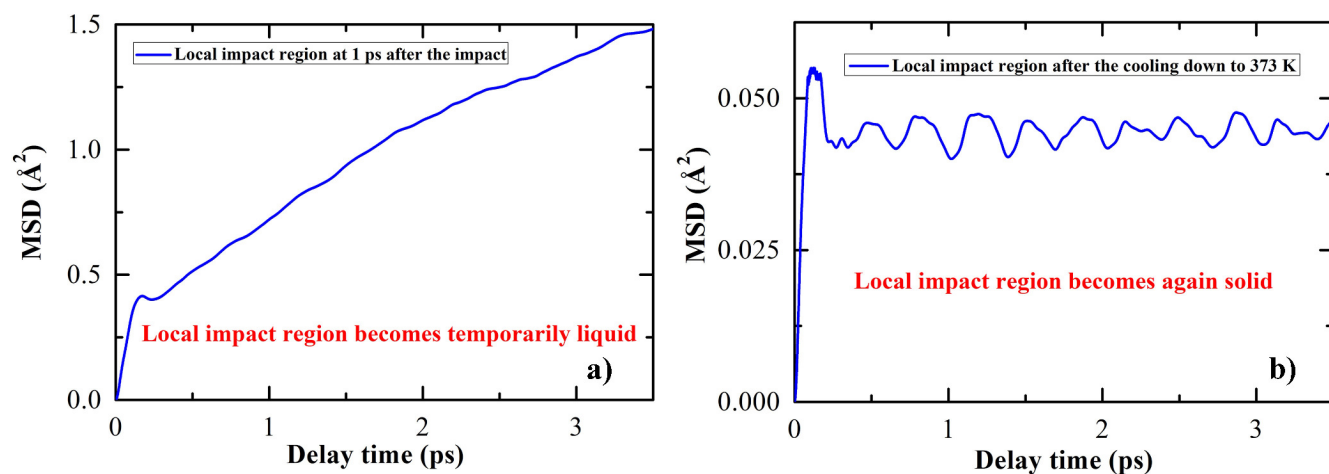 1.5
1.0
0.5
0.0
MSD (Å²)
Local impact region at 1 ps after the impact
Local impact region becomes temporarily liquid
a)
0 1 2 3
Delay time (ps)
0.050
0.025
0.000
MSD (Å²)
Local impact region after the cooling down to 373 K
Local impact region becomes again solid
b)
0 1 2 3
Delay time (ps)